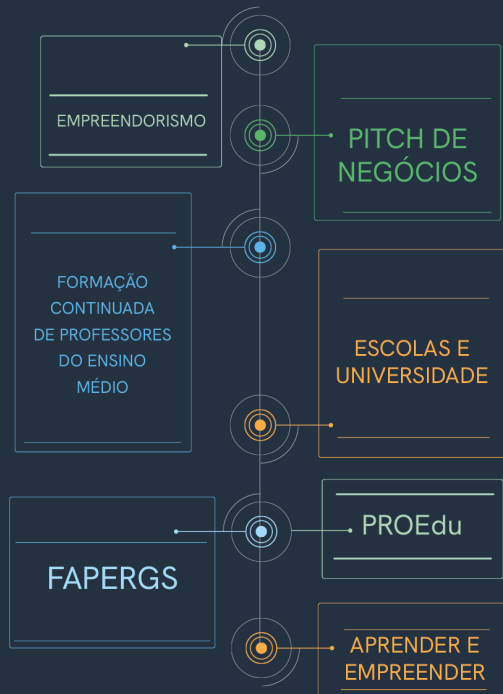 EMPREENDORISMO
PITCH DE
NEGÓCIOS
FORMAÇÃO
CONTINUADA
DE PROFESSORES
DO ENSINO
MÉDIO
ESCOLAS E
UNIVERSIDADE
PROEdu
FAPERGS
APRENDER E
EMPREENDER